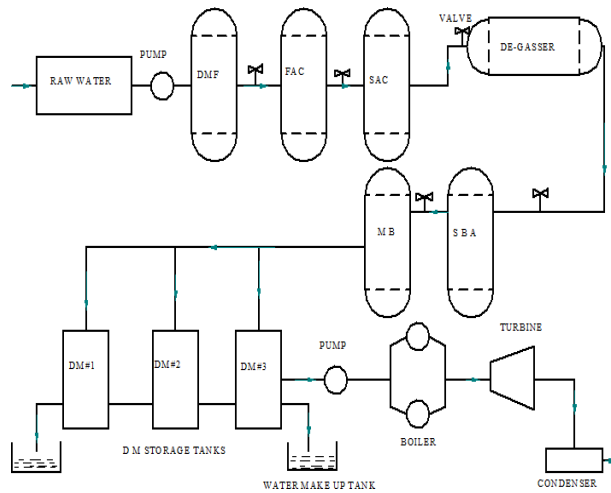 VALVE
PUMP
DE-GASSER
RAW WATER
DMF
FAC
SAC
M B
S B A
TURBINE
PUMP
DM#1
DM#2
DM#3
BOILER
D M STORAGE TANKS
WATER MAKE UP TANK
CONDENSER